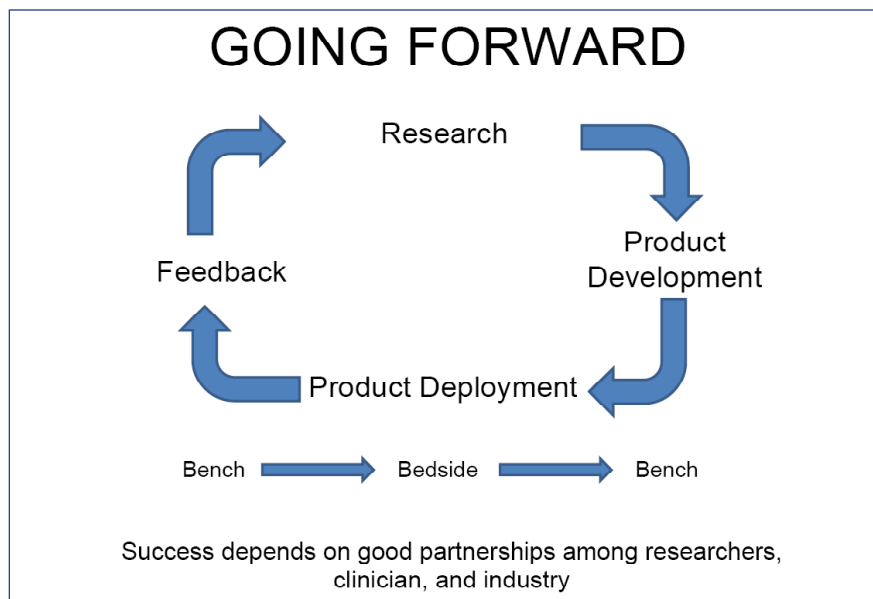 GOING FORWARD
Research
Product
Development
Feedback
Product Deployment
Bench
Bedside
Bench
Success depends on good partnerships among researchers,
clinician, and industry